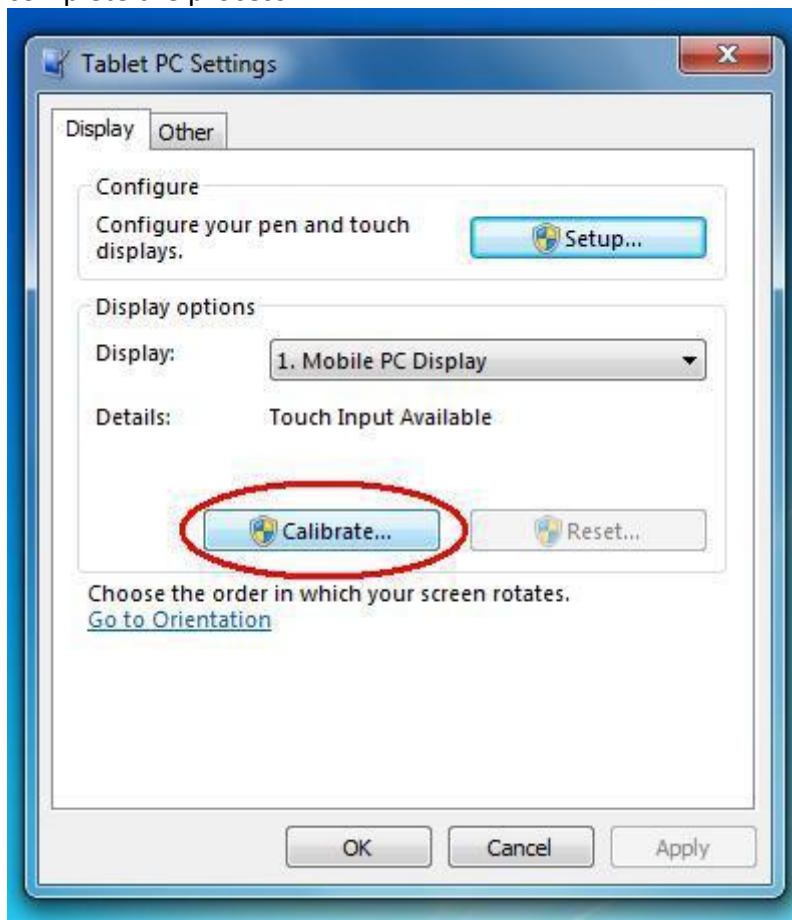 Tablet PC Settings
Display Other
Configure
Configure your pen and touch
displays.
Setup...
Display options
Display:
1. Mobile PC Display
Details:
Touch Input Available
Calibrate...
Reset...
Choose the order in which your screen rotates.
Go to Orientation
OK
Cancel
Apply